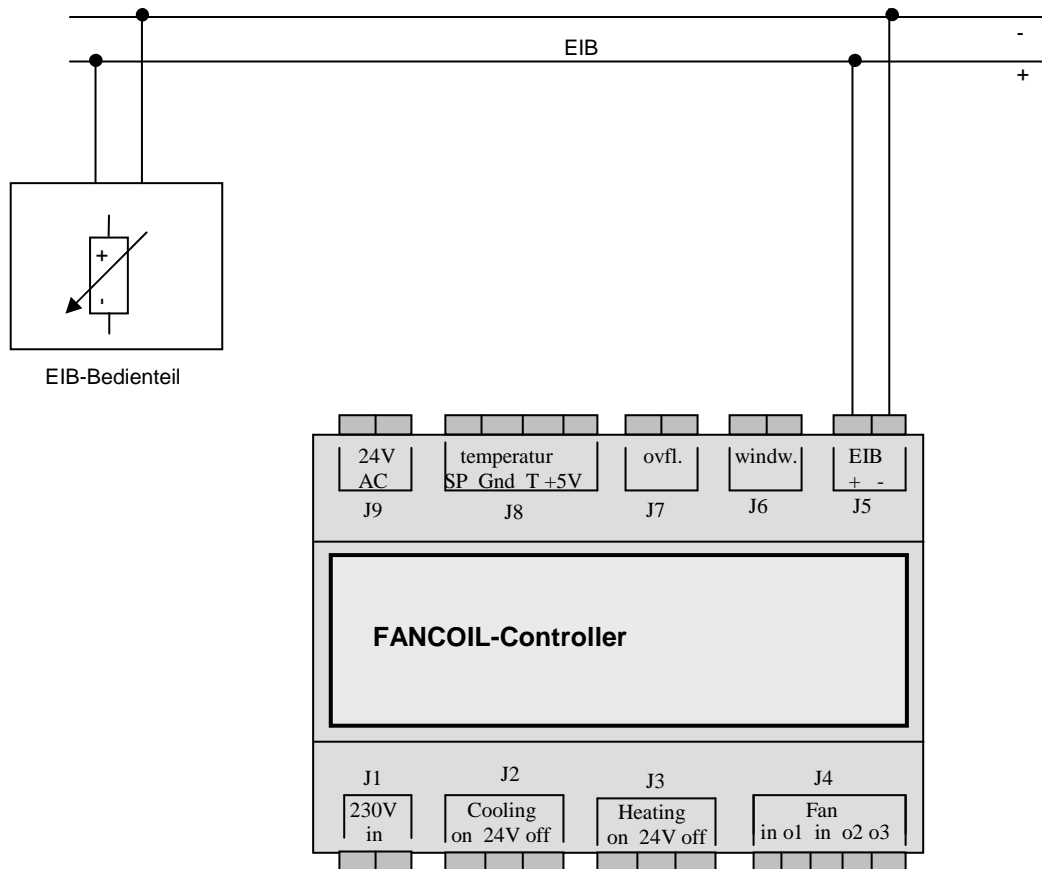 -
EIB
+
+
-
EIB-Bedienteil
24V
AC
J9
temperatur
SP Gnd T +5V
J8
ovfl.
J7
windw.
J6
EIB
+ -
J5
FANCOIL-Controller
J1
230V
in
J2
Cooling
on 24V off
J3
Heating
on 24V off
J4
Fan
in o1 in o2 o3